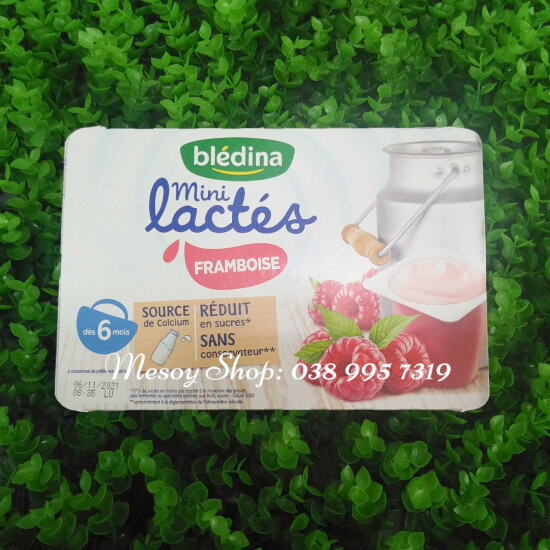 blédina
Mini
lactés
FRAMBOISE
dès 6 mois
SOURCE
de Calcium
RÉDUIT
en sucres*
SANS
conservateur**
Mesoy Shop: 038 995 7319
06/11/2021
08:35 LU